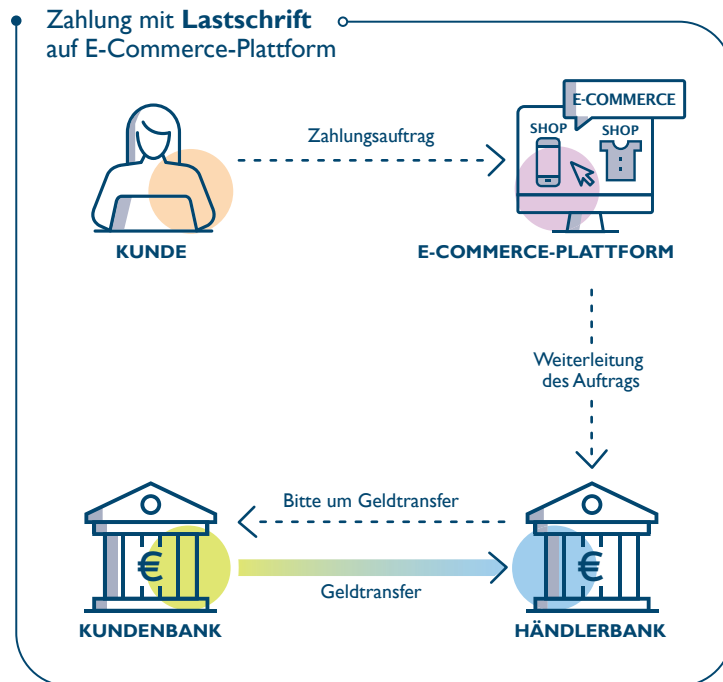 Zahlung mit Lastschrift
auf E-Commerce-Plattform
E-COMMERCE
SHOP
SHOP
Zahlungsauftrag
KUNDE
E-COMMERCE-PLATTFORM
Weiterleitung
des Auftrags
Bitte um Geldtransfer
€
€
Geldtransfer
KUNDENBANK
HÄNDLERBANK